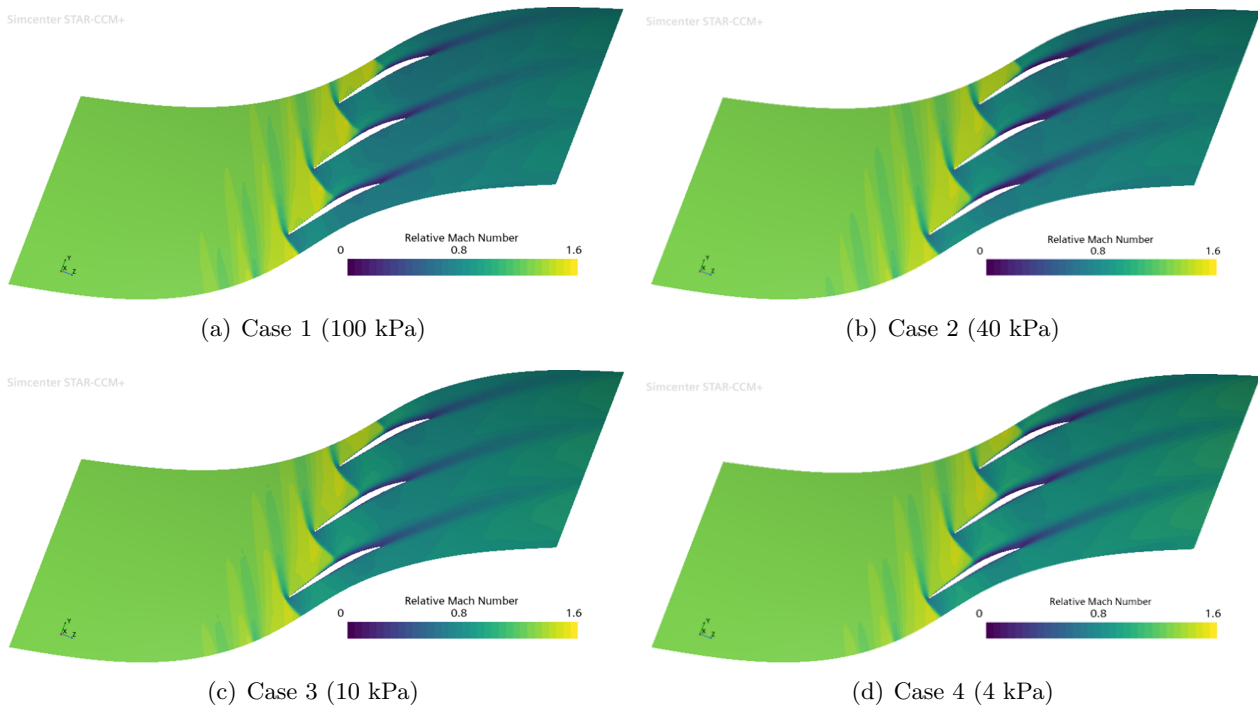 Simcenter STAR-CCM+
Relative Mach Number
0 0.8 1.6
Y
X Z
(a) Case 1 (100 kPa)
Simcenter STAR-CCM+
Relative Mach Number
0 0.8 1.6
Y
X Z
(b) Case 2 (40 kPa)
Simcenter STAR-CCM+
Relative Mach Number
0 0.8 1.6
Y
X Z
(c) Case 3 (10 kPa)
Simcenter STAR-CCM+
Relative Mach Number
0 0.8 1.6
Y
X Z
(d) Case 4 (4 kPa)